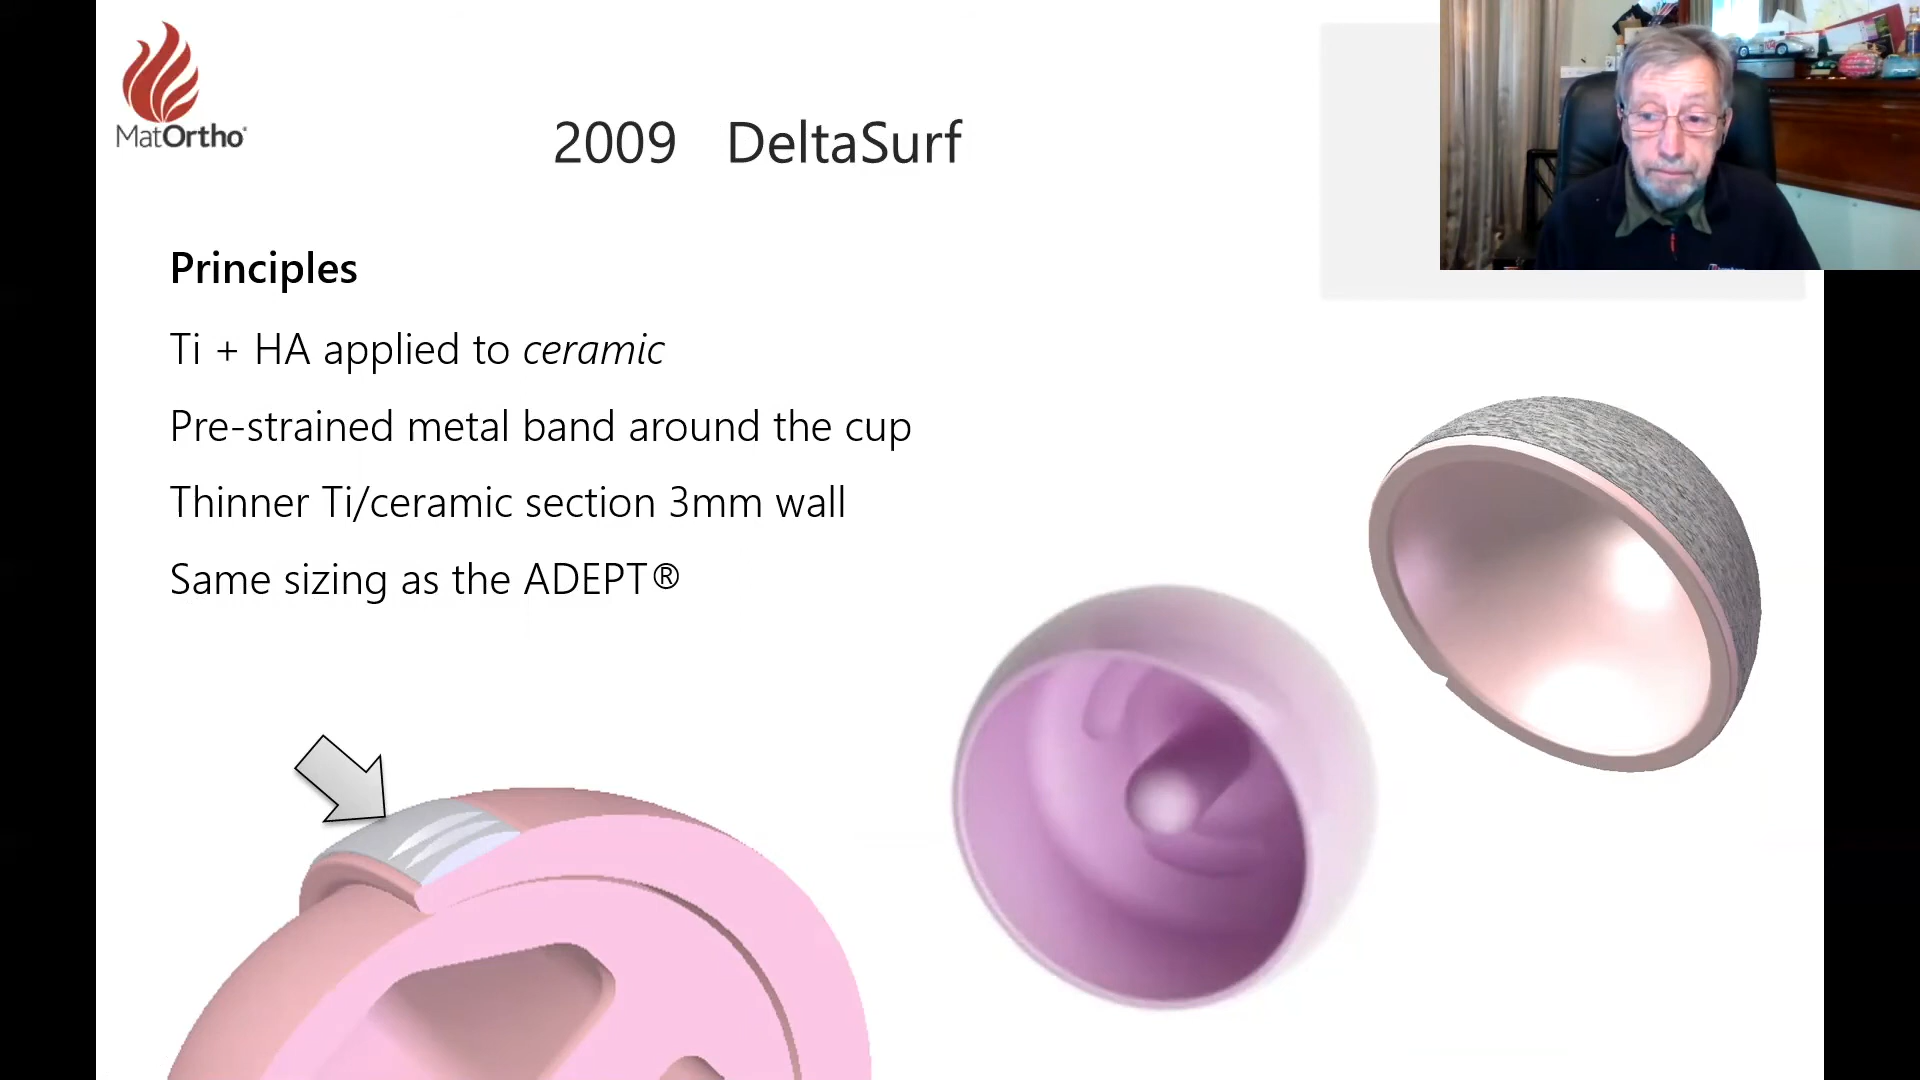 MatOrtho
2009 DeltaSurf
Principles
Ti + HA applied to ceramic
Pre-strained metal band around the cup
Thinner Ti/ceramic section 3mm wall
Same sizing as the ADEPT®